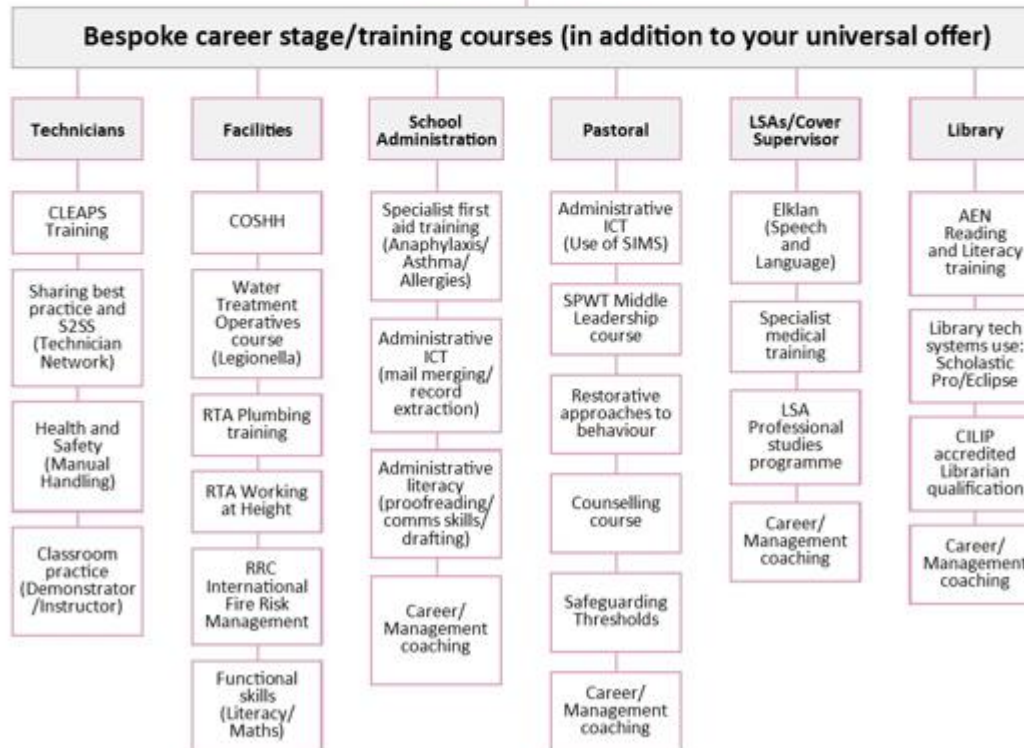 Bespoke career stage/training courses (in addition to your universal offer)
Technicians
CLEAPS
Training
Sharing best
practice and
S2SS
(Technician
Network)
Health and
Safety
(Manual
Handling)
Classroom
practice
(Demonstrator
/Instructor)
Facilities
COSHH
Water
Treatment
Operatives
course
(Legionella)
RTA Plumbing
training
RTA Working
at Height
RRC
International
Fire Risk
Management
Functional
skills
(Literacy/
Maths)
School
Administration
Specialist first
aid training
(Anaphylaxis/
Asthma/
Allergies)
Administrative
ICT
(mail merging/
record
extraction)
Administrative
literacy
(proofreading/
comms skills/
drafting)
Career/
Management
coaching
Pastoral
Administrative
ICT
(Use of SIMS)
SPWT Middle
Leadership
course
Restorative
approaches to
behaviour
Counselling
course
Safeguarding
Thresholds
Career/
Management
coaching
LSAs/Cover
Supervisor
Elklan
(Speech
and
Language)
Specialist
medical
training
LSA
Professional
studies
programme
Career/
Management
coaching
Library
AEN
Reading
and Literacy
training
Library tech
systems use:
Scholastic
Pro/Eclipse
CILIP
accredited
Librarian
qualification
Career/
Management
coaching